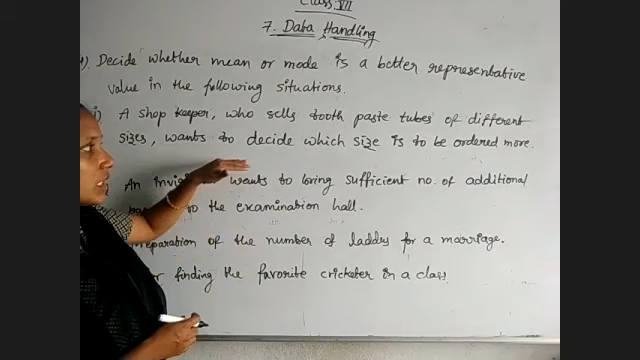 Class VII
7. Data Handling
4) Decide whether mean or mode is a better representative
value in the following situations.
i) A shop keeper, who sells tooth paste tubes of different
sizes, wants to decide which size is to be ordered more.
An wants to bring sufficient no. of additional
to the examination hall.
preparation of the number of laddus for a marriage.
finding the favorite cricketer in a class.